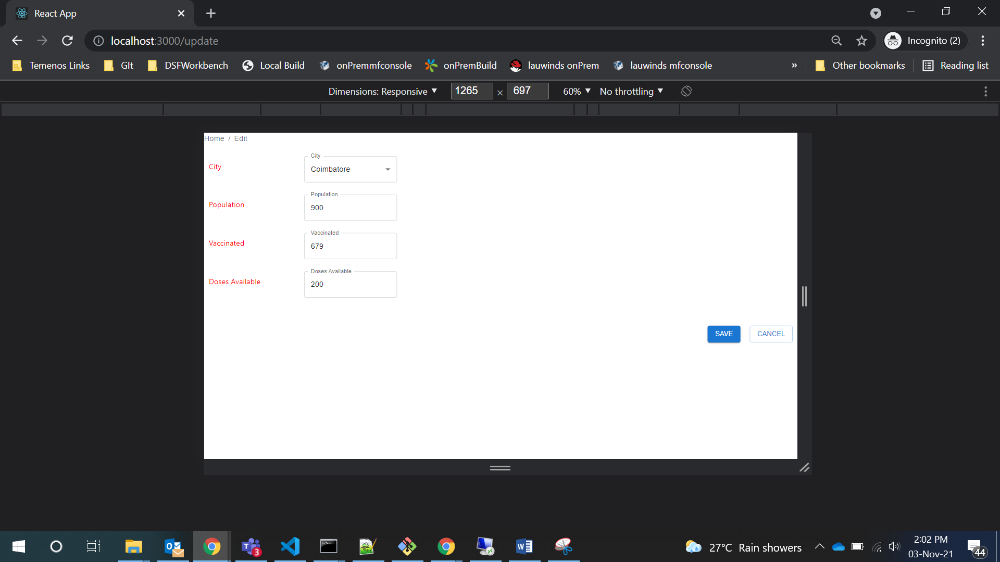 React App
localhost:3000/update
Incognito (2)
Temenos Links
GIt
DSFWorkbench
Local Build
onPremmfconsole
onPremBuild
lauwinds onPrem
lauwinds mfconsole
»
Other bookmarks
Reading list
Dimensions: Responsive
1265 × 697
60%
No throttling
Home / Edit
City
City
Coimbatore
Population
Population
900
Vaccinated
Vaccinated
679
Doses Available
Doses Available
200
SAVE
CANCEL
3
27°C Rain showers
2:02 PM
03-Nov-21
44